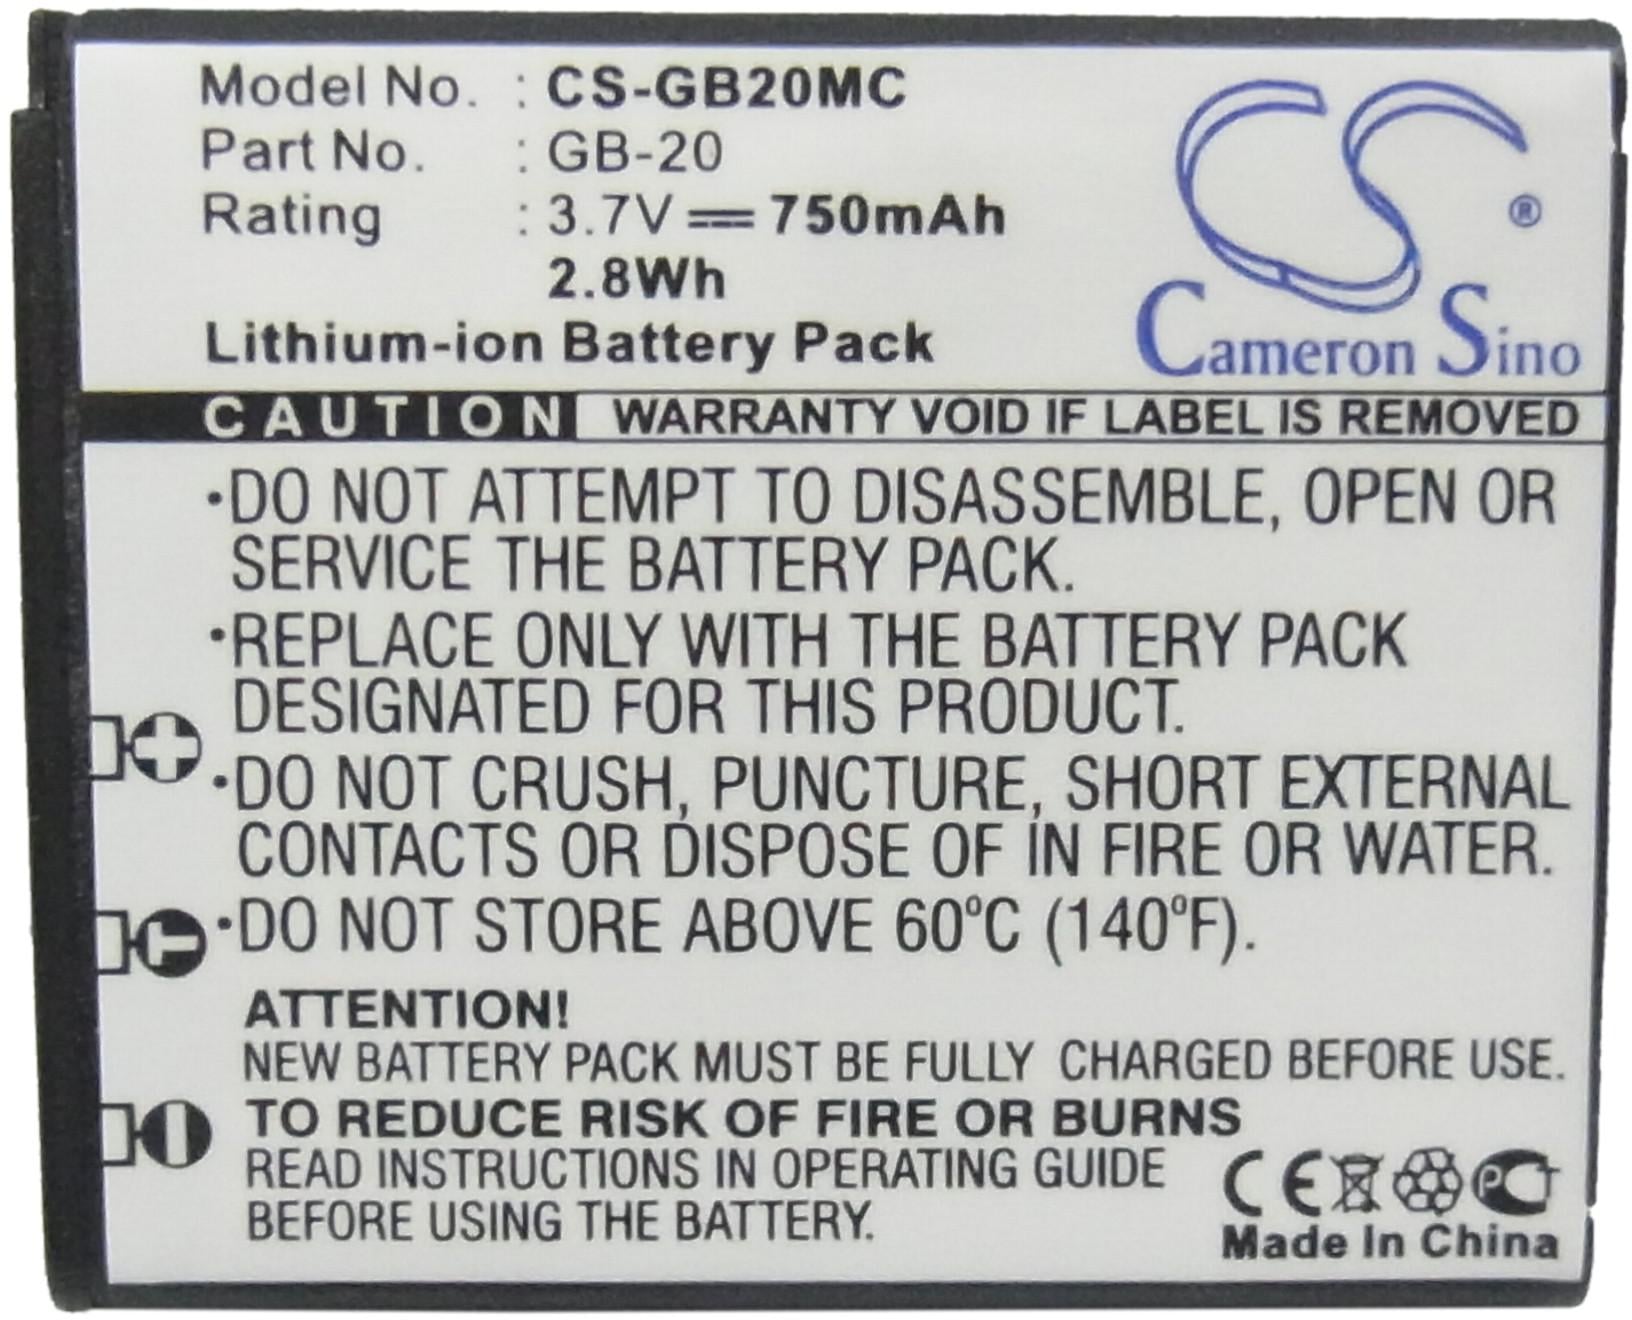 Model No. : CS-GB20MC
Part No. : GB-20
Rating : 3.7V⎓750mAh
2.8Wh
Lithium-ion Battery Pack
CS®
Cameron Sino
CAUTION WARRANTY VOID IF LABEL IS REMOVED
•DO NOT ATTEMPT TO DISASSEMBLE, OPEN OR
SERVICE THE BATTERY PACK.
•REPLACE ONLY WITH THE BATTERY PACK
DESIGNATED FOR THIS PRODUCT.
•DO NOT CRUSH, PUNCTURE, SHORT EXTERNAL
CONTACTS OR DISPOSE OF IN FIRE OR WATER.
•DO NOT STORE ABOVE 60ºC (140ºF).
ATTENTION!
NEW BATTERY PACK MUST BE FULLY CHARGED BEFORE USE.
TO REDUCE RISK OF FIRE OR BURNS
READ INSTRUCTIONS IN OPERATING GUIDE
BEFORE USING THE BATTERY.
+
T
-
CE PCT
Made In China